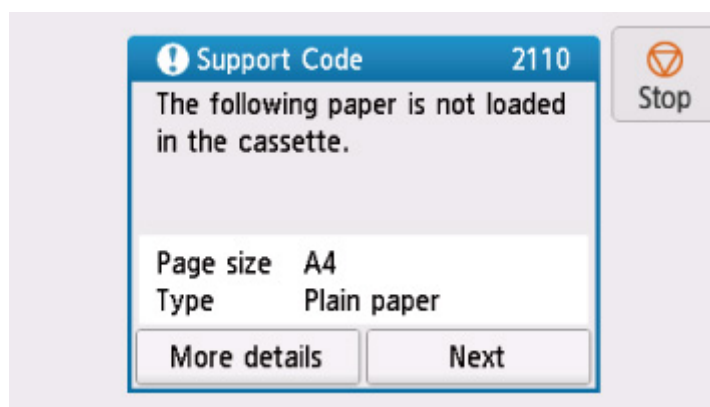 Support Code 2110
Stop
The following paper is not loaded
in the cassette.
Page size A4
Type Plain paper
More details Next